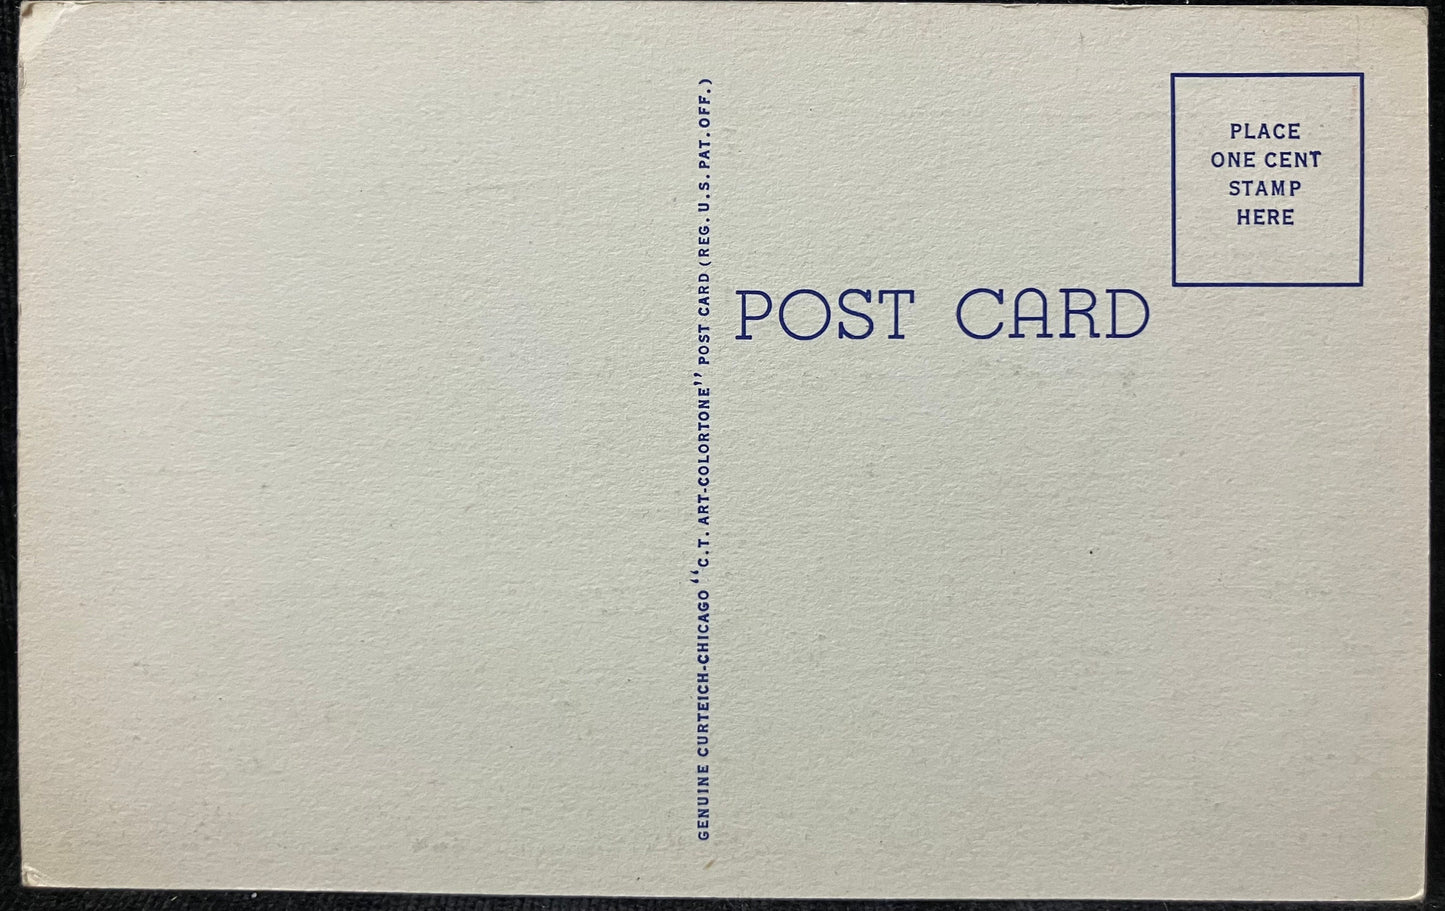 GENUINE CURTEICH-CHICAGO “C.T. ART-COLORTONE” POST CARD (REG. U.S. PAT. OFF.)
PLACE
ONE CENT
STAMP
HERE
POST CARD